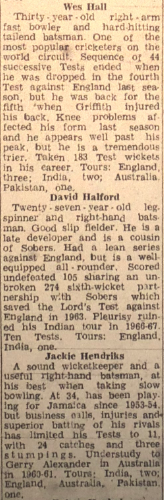 Wes Hall
Thirty-year-old right-arm
fast bowler and hard-hitting
tailend batsman. One of the
most popular cricketers on the
world circuit. Sequence of 44
successive Tests ended when
he was dropped in the fourth
Test against England last sea-
son, but he was back for the
fifth when Griffith injured
his back. Knee problems af-
fected his form last season
and he appears well past his
peak, but he is a tremendous
trier. Taken 183 Test wickets
in his career. Tours: England,
three; India, two; Australia,
Pakistan, one.
David Halford
Twenty-seven-year-old leg-
spinner and right-hand bats-
man. Good slip fielder. He is a
late developer and is a cousin
of Sobers. Had a lean series
against England, but is a well-
equipped all-rounder. Scored
undefeated 105 sharing an un-
broken 274 sixth-wicket part-
nership with Sobers which
saved the Lord's Test against
England in 1963. Pleurisy ruin-
ed his Indian tour in 1966-67.
Ten Tests. Tours: England,
India, one.
Jackie Hendriks
A sound wicketkeeper and a
useful right-hand batsman, at
his best when taking slow
bowling. At 34, has been play-
ing for Jamaica since 1953-54,
but business calls, injuries and
superior batting of his rivals
has limited his Tests to 11,
with 24 catches and three
stumpings. Understudy to
Gerry Alexander in Australia
in 1960-61. Tours: India, two;
England, Australia, Pakistan,
one.